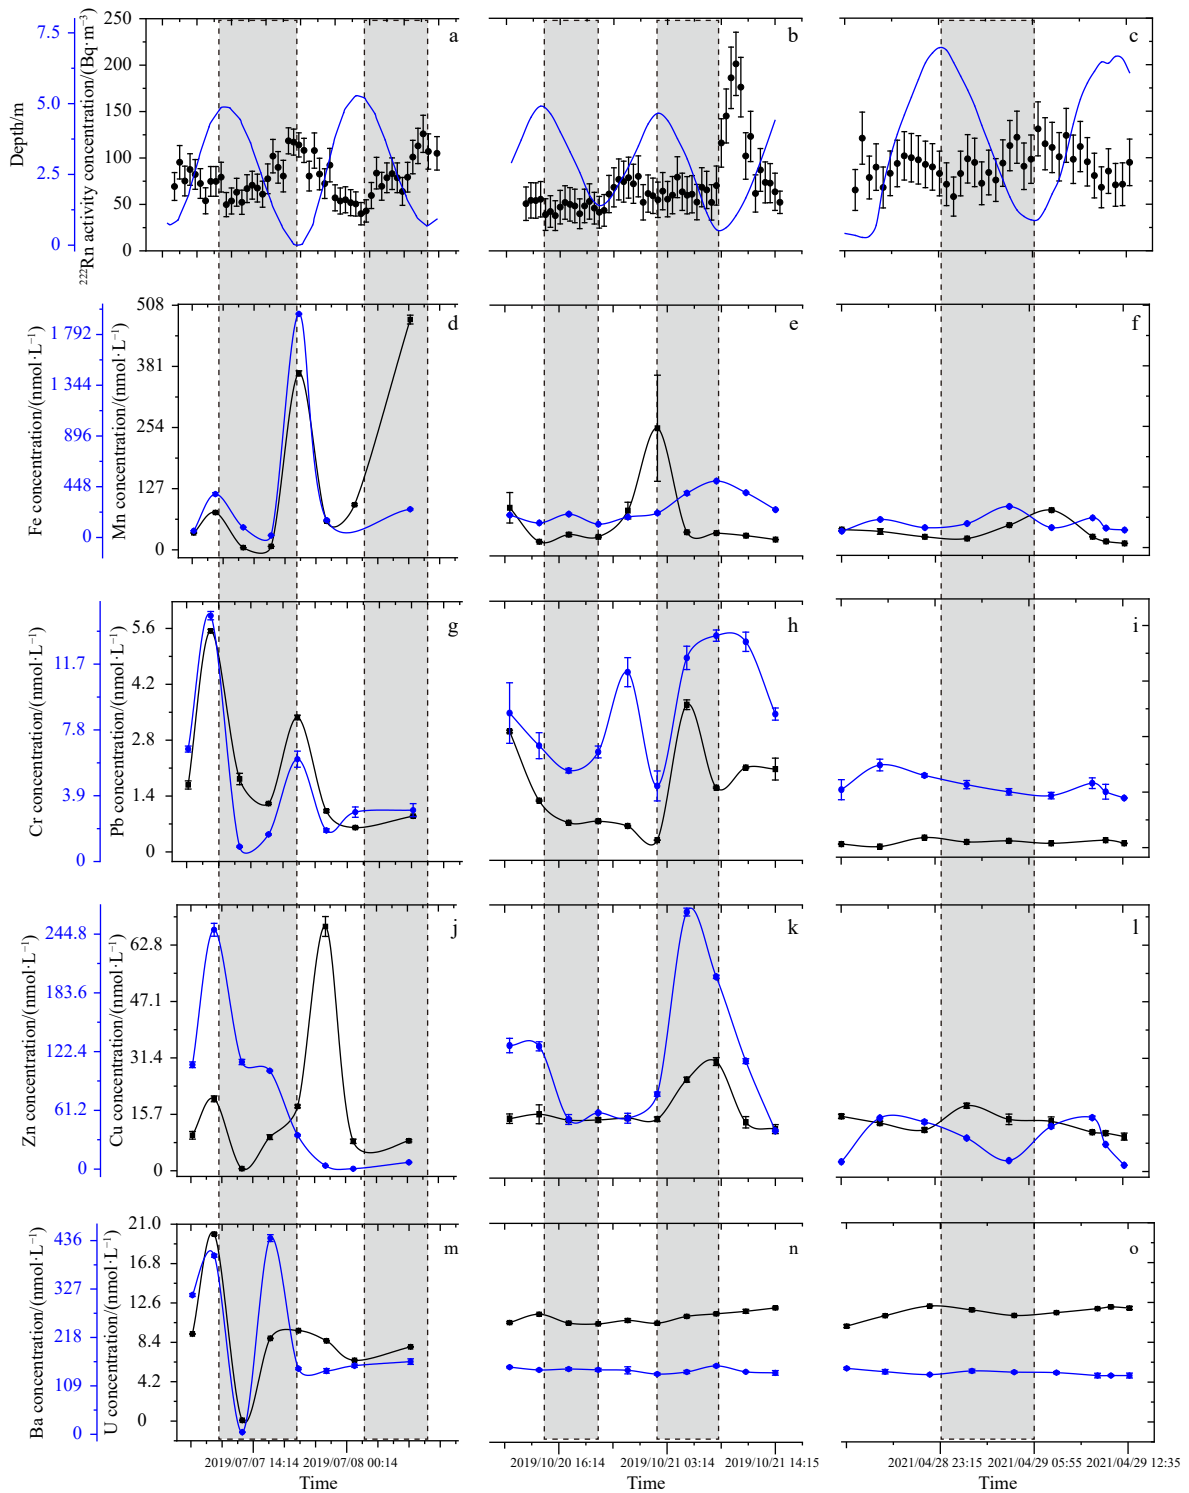 Depth/m
²²²Rn activity concentration/(Bq·m⁻³)
7.5
5.0
2.5
0
250
200
150
100
50
0
a
b
c
Fe concentration/(nmol·L⁻¹)
Mn concentration/(nmol·L⁻¹)
1 792
1 344
896
448
0
508
381
254
127
0
d
e
f
Cr concentration/(nmol·L⁻¹)
Pb concentration/(nmol·L⁻¹)
11.7
7.8
3.9
0
5.6
4.2
2.8
1.4
0
g
h
i
Zn concentration/(nmol·L⁻¹)
Cu concentration/(nmol·L⁻¹)
244.8
183.6
122.4
61.2
0
62.8
47.1
31.4
15.7
0
j
k
l
Ba concentration/(nmol·L⁻¹)
U concentration/(nmol·L⁻¹)
436
327
218
109
0
21.0
16.8
12.6
8.4
4.2
0
m
n
o
2019/07/07 14:14 2019/07/08 00:14
2019/10/20 16:14 2019/10/21 03:14 2019/10/21 14:15
2021/04/28 23:15 2021/04/29 05:55 2021/04/29 12:35
Time
Time
Time